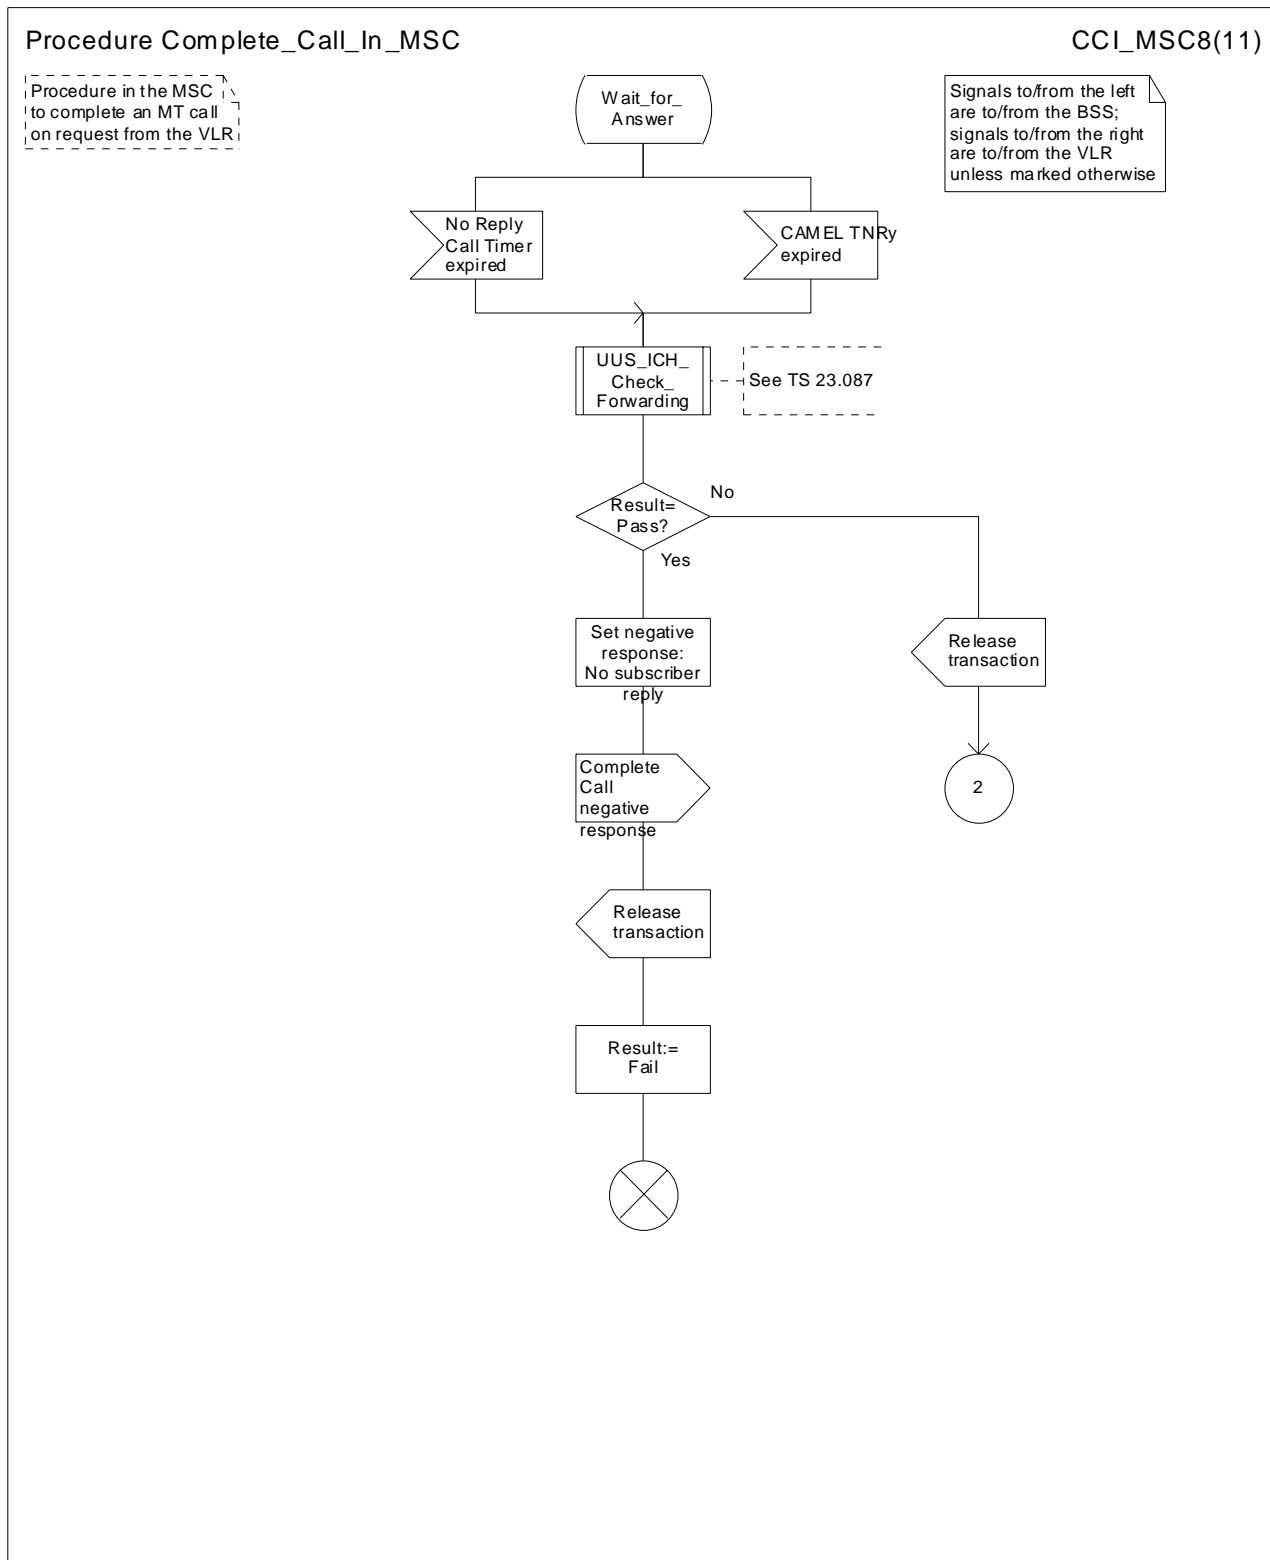 Procedure Complete_Call_In_MSC
CCI_MSC8(11)
Procedure in the MSC
to complete an MT call
on request from the VLR
Wait_for_
Answer
Signals to/from the left
are to/from the BSS;
signals to/from the right
are to/from the VLR
unless marked otherwise
No Reply
Call Timer
expired
CAMEL TNRy
expired
UUS_ICH_
Check_
Forwarding
See TS 23.087
Result=
Pass?
No
Yes
Set negative
response:
No subscriber
reply
Release
transaction
Complete
Call
negative
response
2
Release
transaction
Result:=
Fail